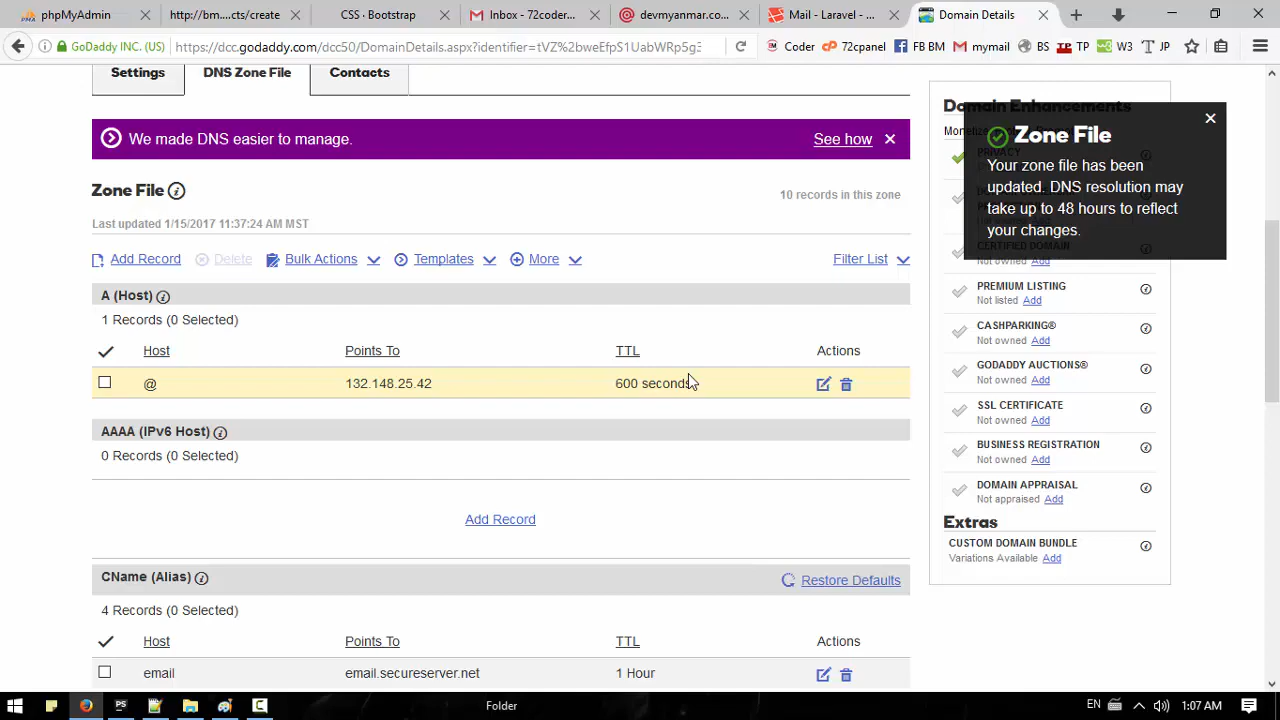 phpMyAdmin
http://bm...cts/create
CSS · Bootstrap
Inbox - 72coder...
devmyanmar.co...
Mail - Laravel - ...
Domain Details
GoDaddy INC. (US)
https://dcc.godaddy.com/dcc50/DomainDetails.aspx?identifier=tVZ%2bweEfpS1UabWRp5g3
Coder
72cpanel
FB BM
mymail
BS
TP
W3
JP
Settings
DNS Zone File
Contacts
We made DNS easier to manage.
See how
Zone File
10 records in this zone
Last updated 1/15/2017 11:37:24 AM MST
Add Record
Delete
Bulk Actions
Templates
More
Filter List
A (Host)
1 Records (0 Selected)
Host
Points To
TTL
Actions
@
132.148.25.42
600 seconds
AAAA (IPv6 Host)
0 Records (0 Selected)
Add Record
CName (Alias)
Restore Defaults
4 Records (0 Selected)
Host
Points To
TTL
Actions
email
email.secureserver.net
1 Hour
Domain Enhancements
Zone File
Your zone file has been
updated. DNS resolution may
take up to 48 hours to reflect
your changes.
PRIVACY
CERTIFIED DOMAIN
Not owned Add
PREMIUM LISTING
Not listed Add
CASHPARKING®
Not owned Add
GODADDY AUCTIONS®
Not owned Add
SSL CERTIFICATE
Not owned Add
BUSINESS REGISTRATION
Not owned Add
DOMAIN APPRAISAL
Not appraised Add
Extras
CUSTOM DOMAIN BUNDLE
Variations Available Add
Folder
EN
1:07 AM